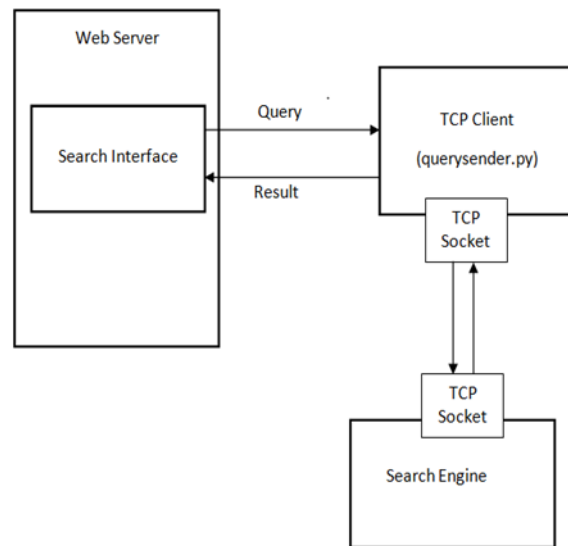 Web Server
Search Interface
Query
Result
TCP Client
(querysender.py)
TCP
Socket
TCP
Socket
Search Engine